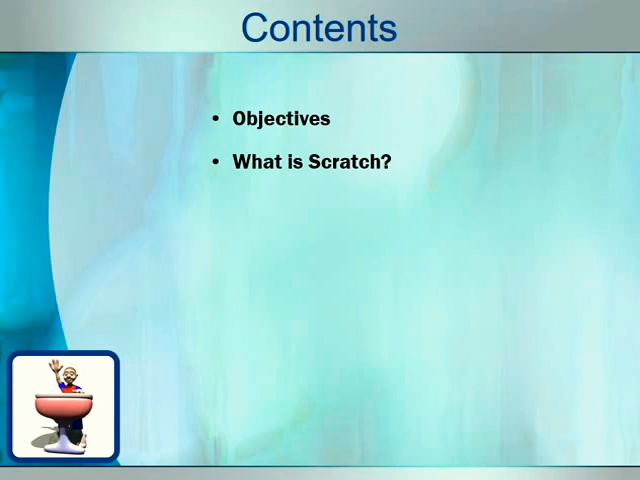 Contents
• Objectives
• What is Scratch?